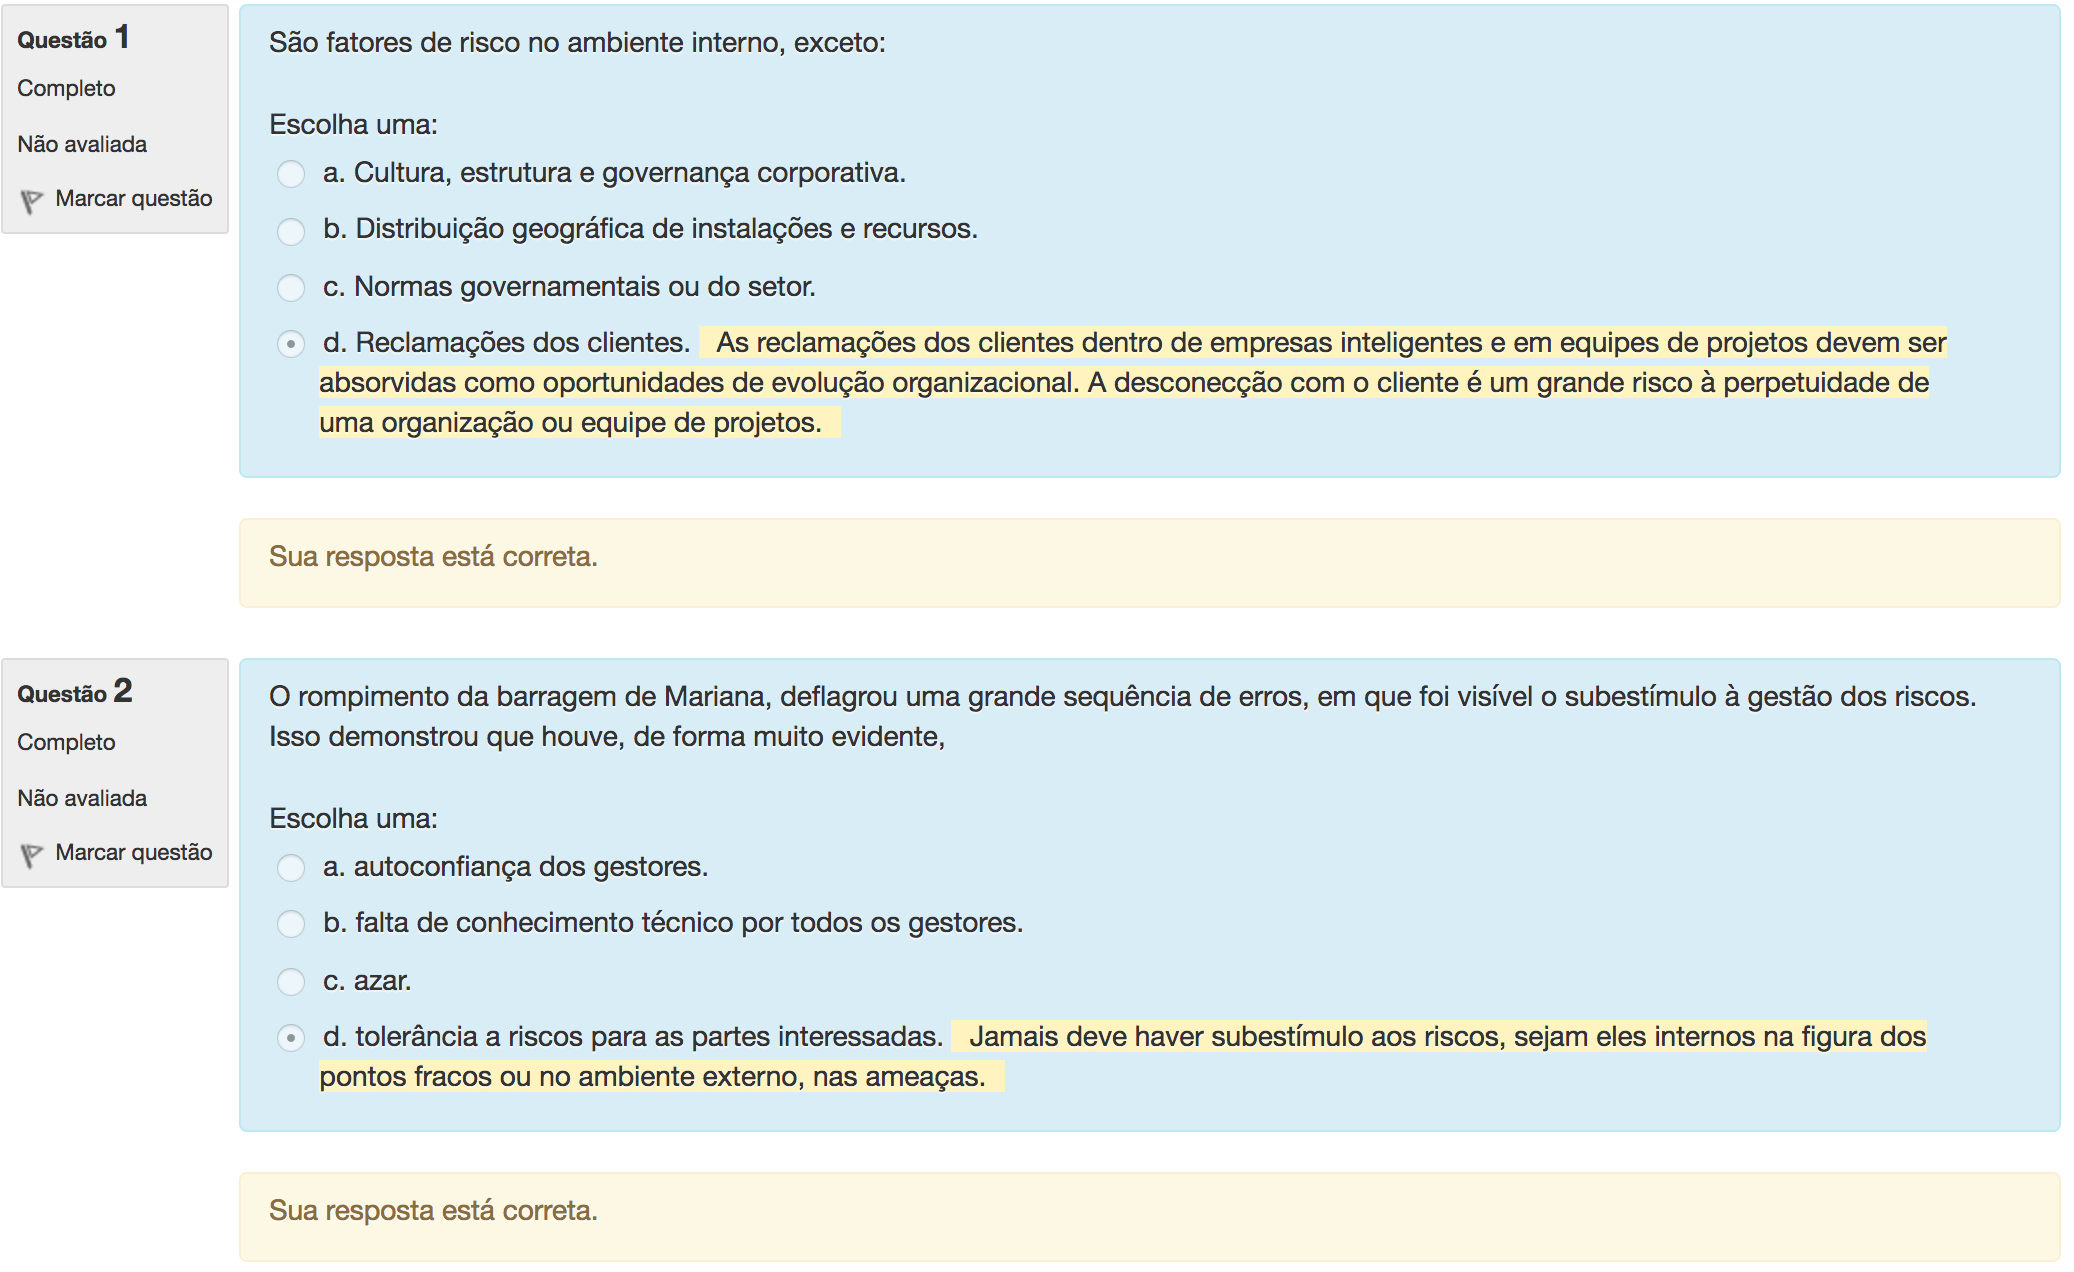 Questão 1
Completo
Não avaliada
Marcar questão
São fatores de risco no ambiente interno, exceto:
Escolha uma:
a. Cultura, estrutura e governança corporativa.
b. Distribuição geográfica de instalações e recursos.
c. Normas governamentais ou do setor.
d. Reclamações dos clientes. As reclamações dos clientes dentro de empresas inteligentes e em equipes de projetos devem ser
absorvidas como oportunidades de evolução organizacional. A desconecção com o cliente é um grande risco à perpetuidade de
uma organização ou equipe de projetos.
Sua resposta está correta.
Questão 2
Completo
Não avaliada
Marcar questão
O rompimento da barragem de Mariana, deflagrou uma grande sequência de erros, em que foi visível o subestímulo à gestão dos riscos.
Isso demonstrou que houve, de forma muito evidente,
Escolha uma:
a. autoconfiança dos gestores.
b. falta de conhecimento técnico por todos os gestores.
c. azar.
d. tolerância a riscos para as partes interessadas. Jamais deve haver subestímulo aos riscos, sejam eles internos na figura dos
pontos fracos ou no ambiente externo, nas ameaças.
Sua resposta está correta.